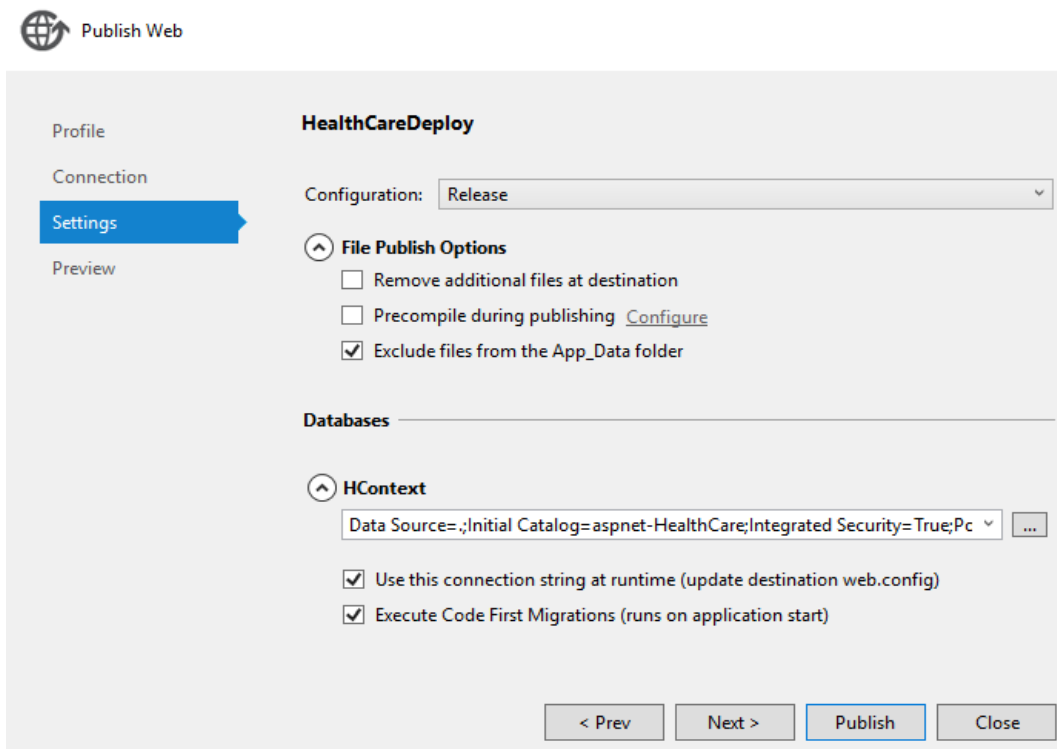 Publish Web
Profile
Connection
Settings
Preview
HealthCareDeploy
Configuration: Release
File Publish Options
Remove additional files at destination
Precompile during publishing Configure
Exclude files from the App_Data folder
Databases
HContext
Data Source=.;Initial Catalog=aspnet-HealthCare;Integrated Security=True;Pc
...
Use this connection string at runtime (update destination web.config)
Execute Code First Migrations (runs on application start)
< Prev Next > Publish Close